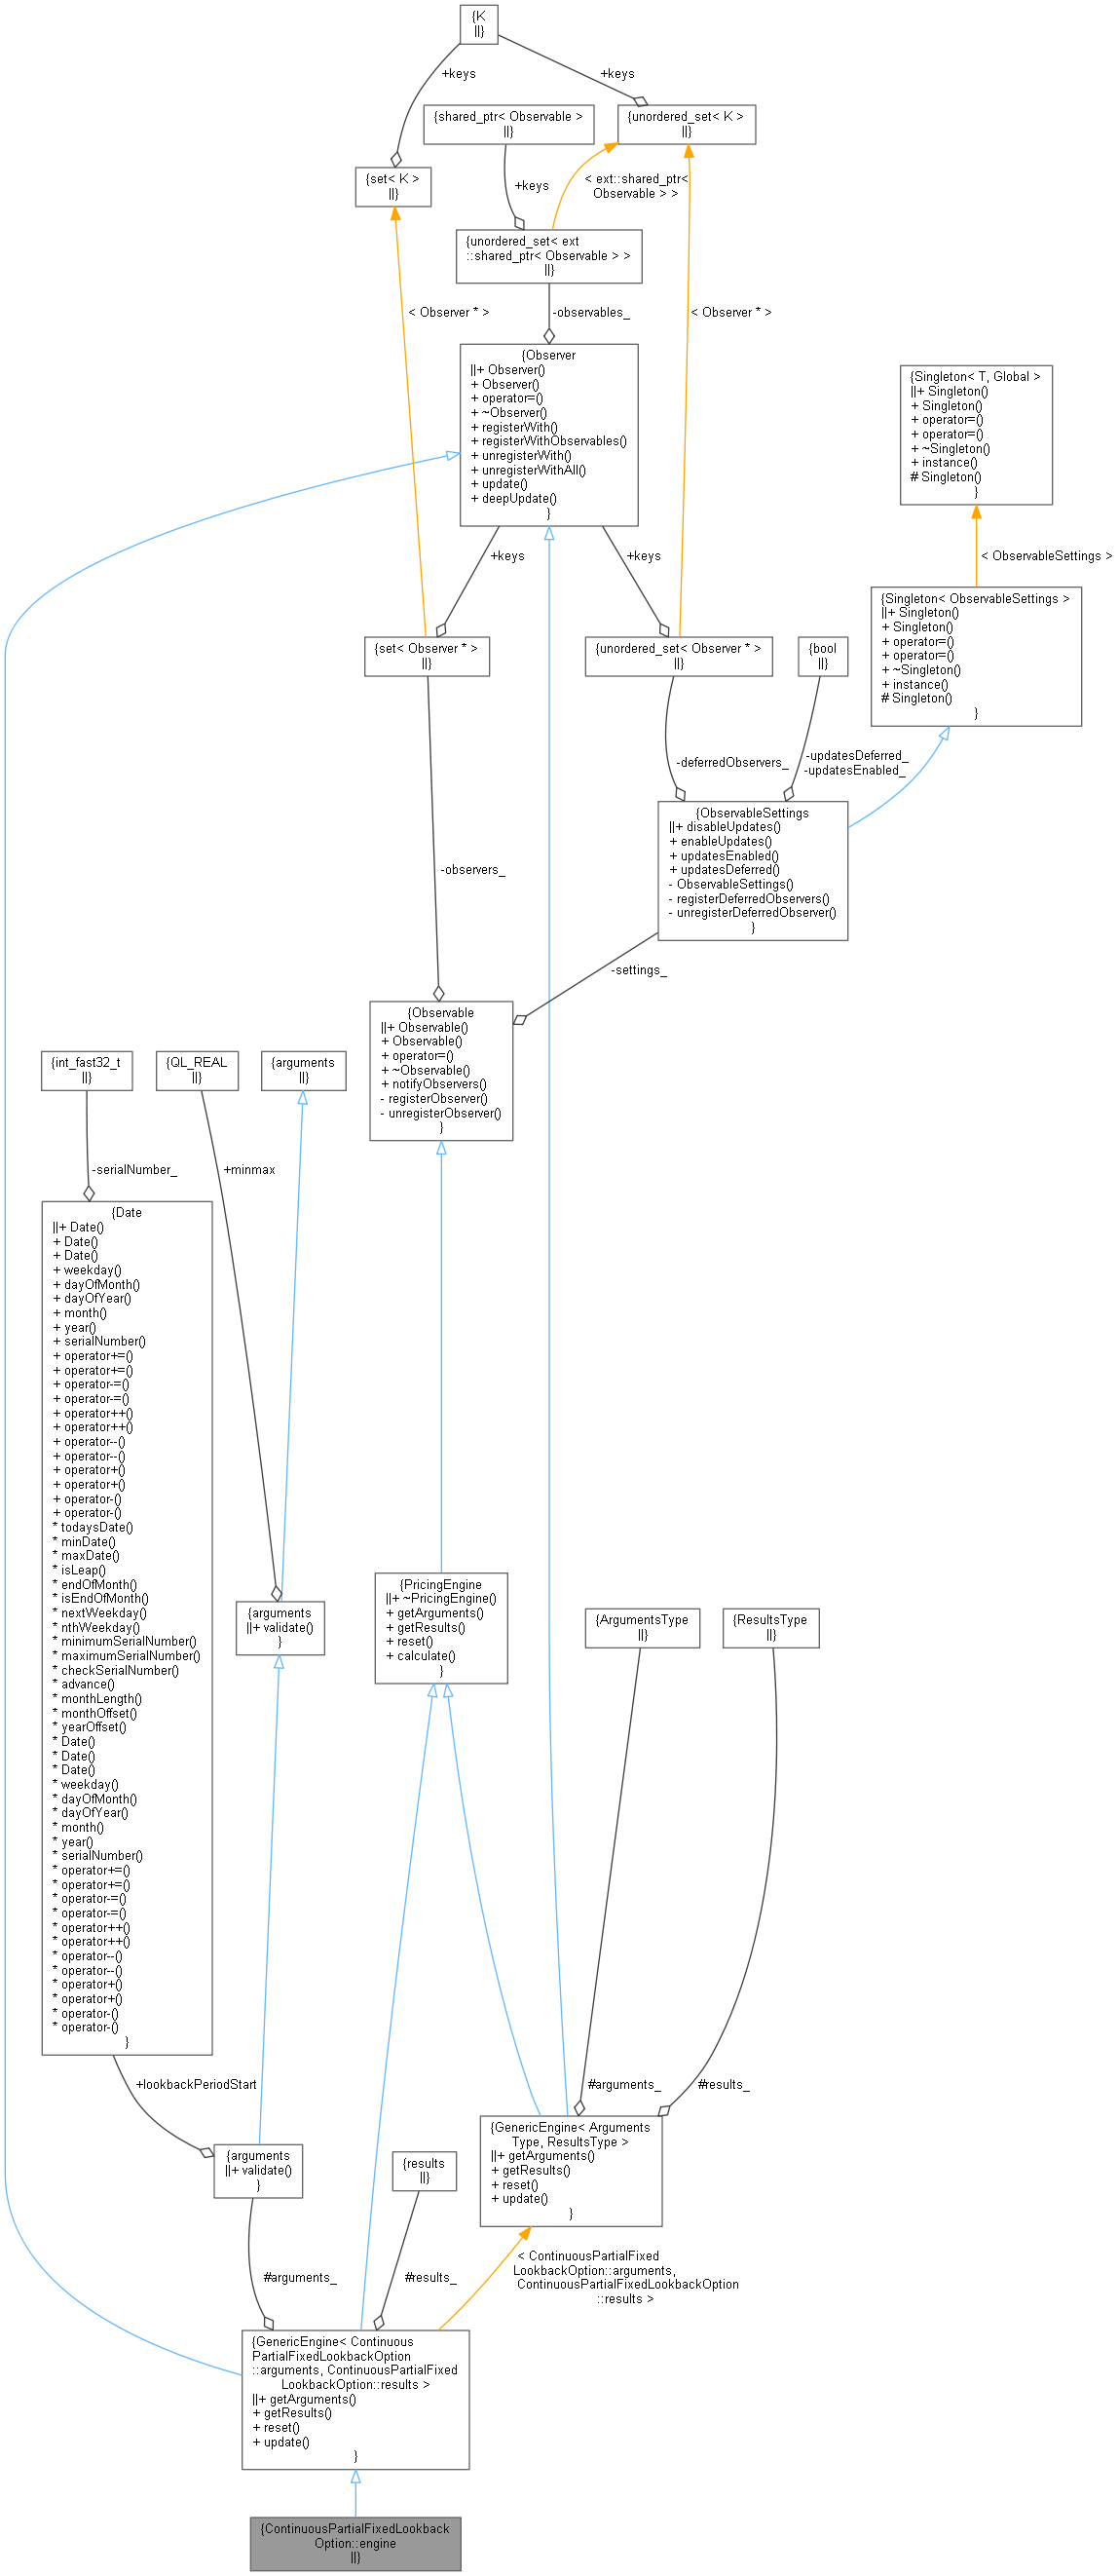 {K
||}
+keys
+keys
{shared_ptr< Observable >
||}
{unordered_set< K >
||}
{set< K >
||}
+keys
< ext::shared_ptr<
Observable > >
{unordered_set< ext
::shared_ptr< Observable > >
||}
< Observer * >
-observables_
< Observer * >
{Observer
||+ Observer()
+ Observer()
+ operator=()
+ ~Observer()
+ registerWith()
+ registerWithObservables()
+ unregisterWith()
+ unregisterWithAll()
+ update()
+ deepUpdate()
}
{Singleton< T, Global >
||+ Singleton()
+ Singleton()
+ operator=()
+ operator=()
+ ~Singleton()
+ instance()
# Singleton()
}
+keys
+keys
< ObservableSettings >
{Singleton< ObservableSettings >
||+ Singleton()
+ Singleton()
+ operator=()
+ operator=()
+ ~Singleton()
+ instance()
# Singleton()
}
{set< Observer * >
||}
{unordered_set< Observer * >
||}
{bool
||}
-deferredObservers_
-updatesDeferred_
-updatesEnabled_
{ObservableSettings
||+ disableUpdates()
+ enableUpdates()
+ updatesEnabled()
+ updatesDeferred()
- ObservableSettings()
- registerDeferredObservers()
- unregisterDeferredObserver()
}
-observers_
-settings_
{Observable
||+ Observable()
+ Observable()
+ operator=()
+ ~Observable()
+ notifyObservers()
- registerObserver()
- unregisterObserver()
}
{int_fast32_t
||}
{QL_REAL
||}
{arguments
||}
-serialNumber_
+minmax
{Date
||+ Date()
+ Date()
+ Date()
+ weekday()
+ dayOfMonth()
+ dayOfYear()
+ month()
+ year()
+ serialNumber()
+ operator+=()
+ operator+=()
+ operator-=()
+ operator-=()
+ operator++()
+ operator++()
+ operator--()
+ operator--()
+ operator+()
+ operator+()
+ operator-()
+ operator-()
* todaysDate()
* minDate()
* maxDate()
* isLeap()
* endOfMonth()
* isEndOfMonth()
* nextWeekday()
* nthWeekday()
* minimumSerialNumber()
* maximumSerialNumber()
* checkSerialNumber()
* advance()
* monthLength()
* monthOffset()
* yearOffset()
* Date()
* Date()
* Date()
* weekday()
* dayOfMonth()
* dayOfYear()
* month()
* year()
* serialNumber()
* operator+=()
* operator+=()
* operator-=()
* operator-=()
* operator++()
* operator++()
* operator--()
* operator--()
* operator+()
* operator+()
* operator-()
* operator-()
}
{arguments
||+ validate()
}
{PricingEngine
||+ ~PricingEngine()
+ getArguments()
+ getResults()
+ reset()
+ calculate()
}
{ArgumentsType
||}
{ResultsType
||}
+lookbackPeriodStart
#arguments_
#results_
{arguments
||+ validate()
}
{results
||}
{GenericEngine< Arguments
Type, ResultsType >
||+ getArguments()
+ getResults()
+ reset()
+ update()
}
#arguments_
#results_
< ContinuousPartialFixed
LookbackOption::arguments,
ContinuousPartialFixedLookbackOption
::results >
{GenericEngine< Continuous
PartialFixedLookbackOption
::arguments, ContinuousPartialFixed
LookbackOption::results >
||+ getArguments()
+ getResults()
+ reset()
+ update()
}
{ContinuousPartialFixedLookback
Option::engine
||}